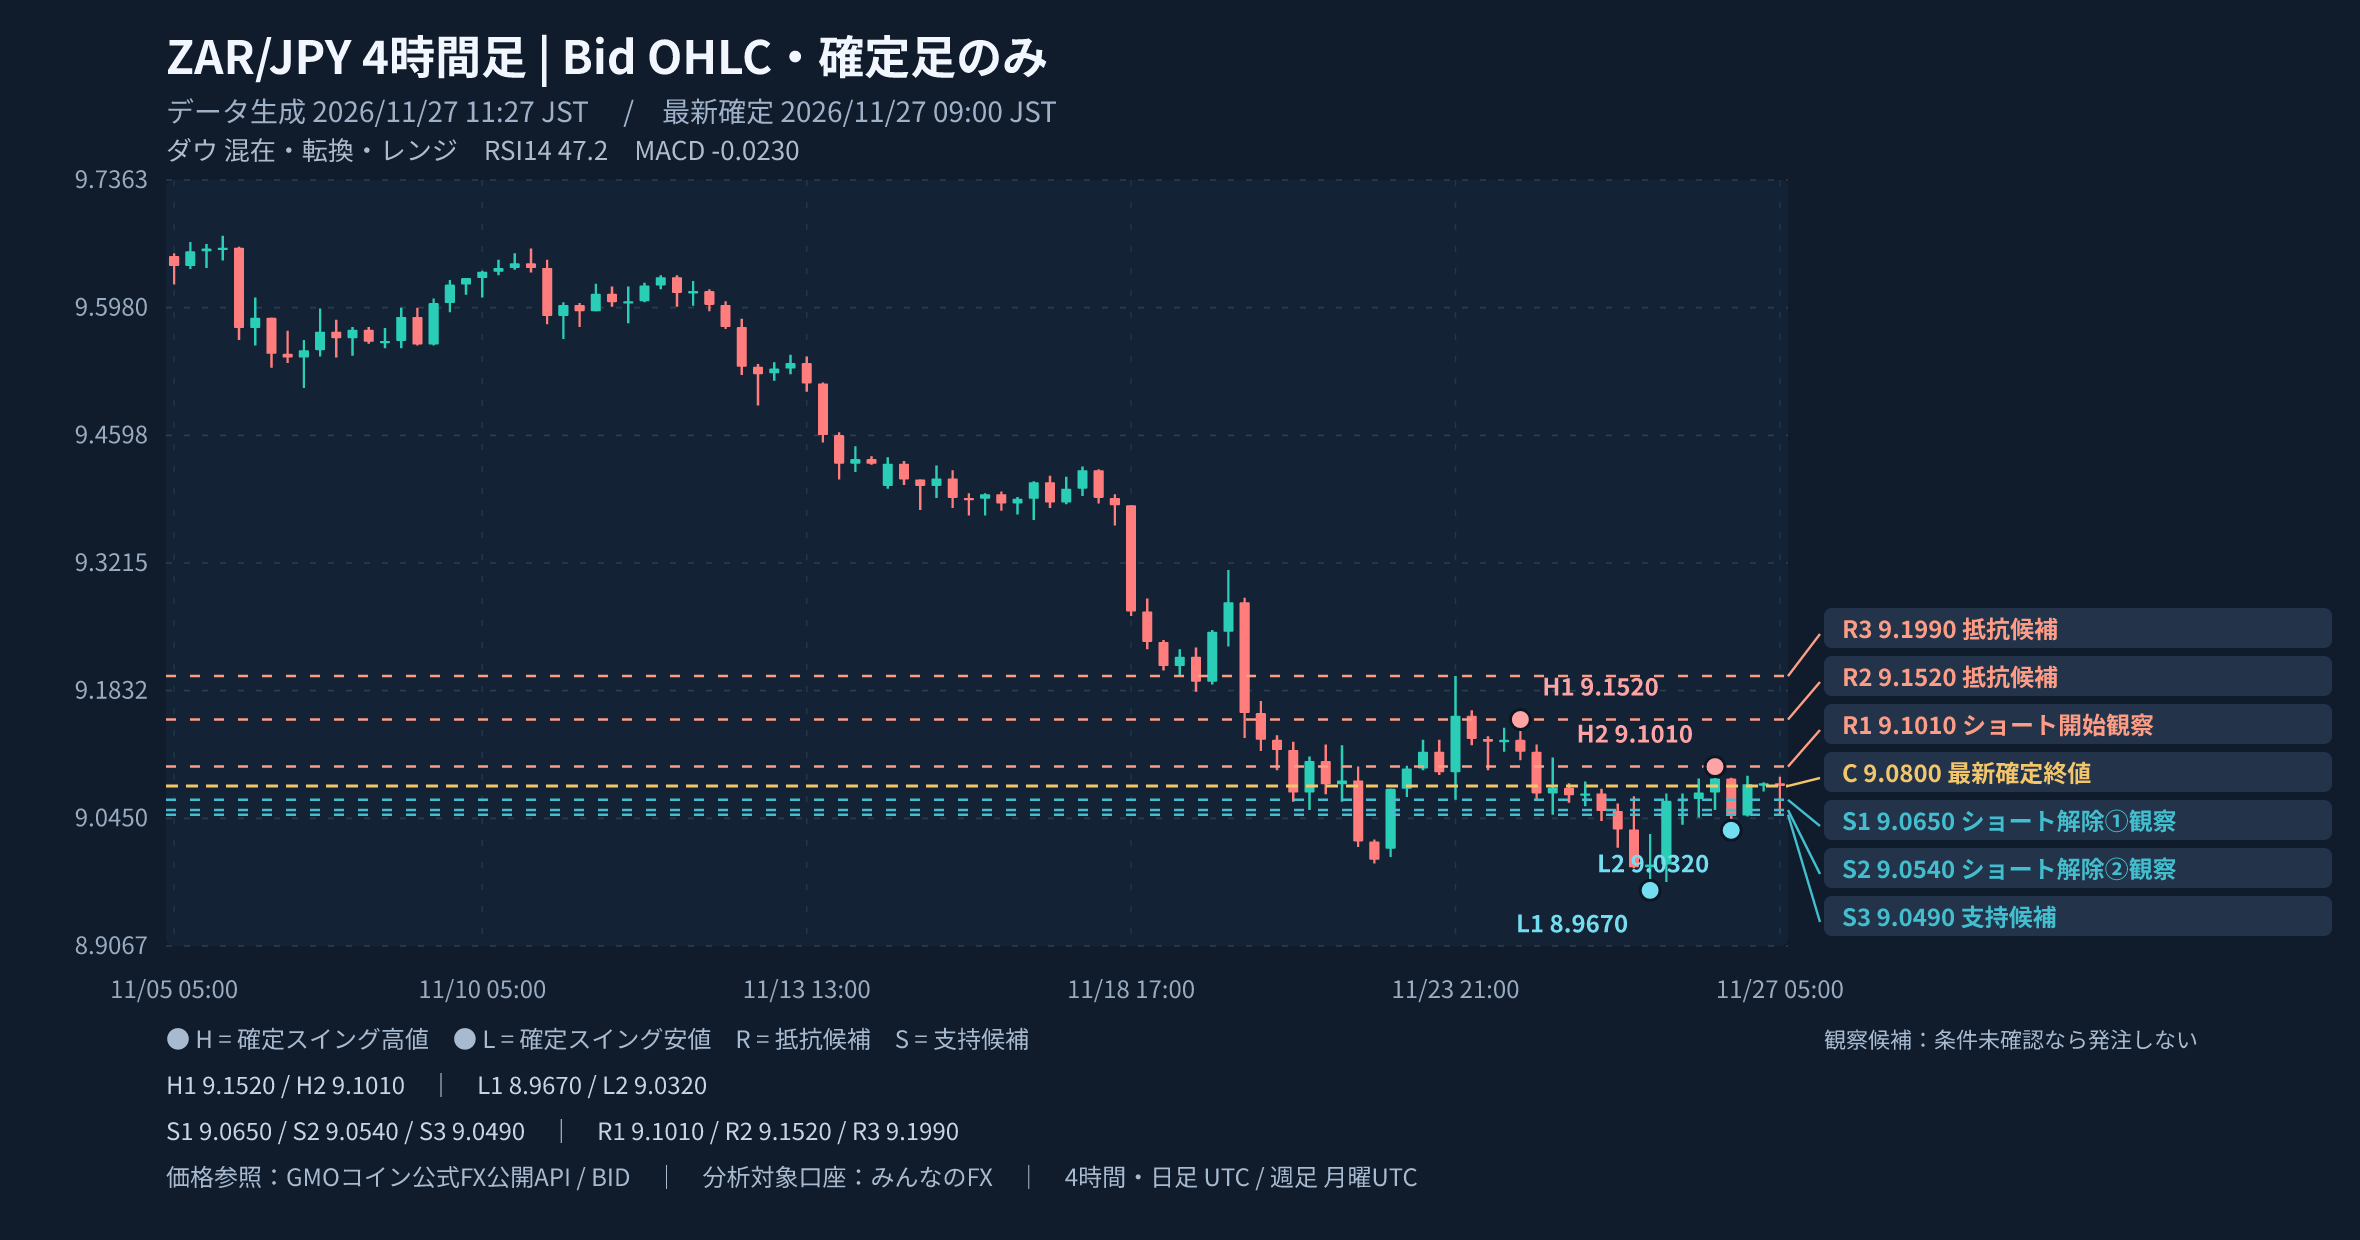 ZAR/JPY 4時間足 | Bid OHLC・確定足のみ
データ生成 2026/11/27 11:27 JST / 最新確定 2026/11/27 09:00 JST
ダウ 混在・転換・レンジ RSI14 47.2 MACD -0.0230
9.7363
9.5980
9.4598
9.3215
9.1832
9.0450
8.9067
H1 9.1520
H2 9.1010
L2 9.0320
L1 8.9670
R3 9.1990 抵抗候補
R2 9.1520 抵抗候補
R1 9.1010 ショート開始観察
C 9.0800 最新確定終値
S1 9.0650 ショート解除①観察
S2 9.0540 ショート解除②観察
S3 9.0490 支持候補
11/05 05:00 11/10 05:00 11/13 13:00 11/18 17:00 11/23 21:00 11/27 05:00
● H = 確定スイング高値 ● L = 確定スイング安値 R = 抵抗候補 S = 支持候補
観察候補：条件未確認なら発注しない
H1 9.1520 / H2 9.1010 ｜ L1 8.9670 / L2 9.0320
S1 9.0650 / S2 9.0540 / S3 9.0490 ｜ R1 9.1010 / R2 9.1520 / R3 9.1990
価格参照：GMOコイン公式FX公開API / BID ｜ 分析対象口座：みんなのFX ｜ 4時間・日足 UTC / 週足 月曜UTC